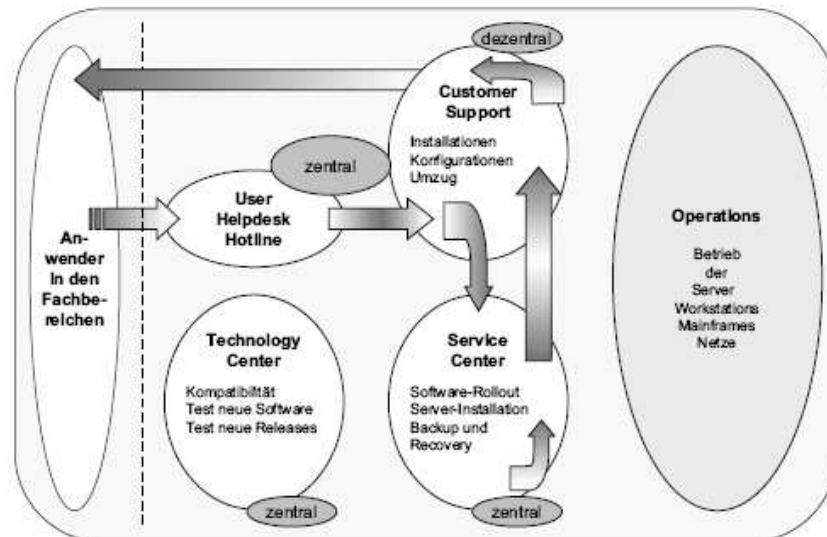 dezentral
Customer
Support
Installationen
Konfigurationen
Umzug
zentral
User
Helpdesk
Hotline
An-
wender
In den
Fachbe-
reichen
Operations
Betrieb
der
Server
Workstations
Mainframes
Netze
Technology
Center
Kompatibilität
Test neue Software
Test neue Releases
zentral
Service
Center
Software-Rollout
Server-Installation
Backup und
Recovery
zentral